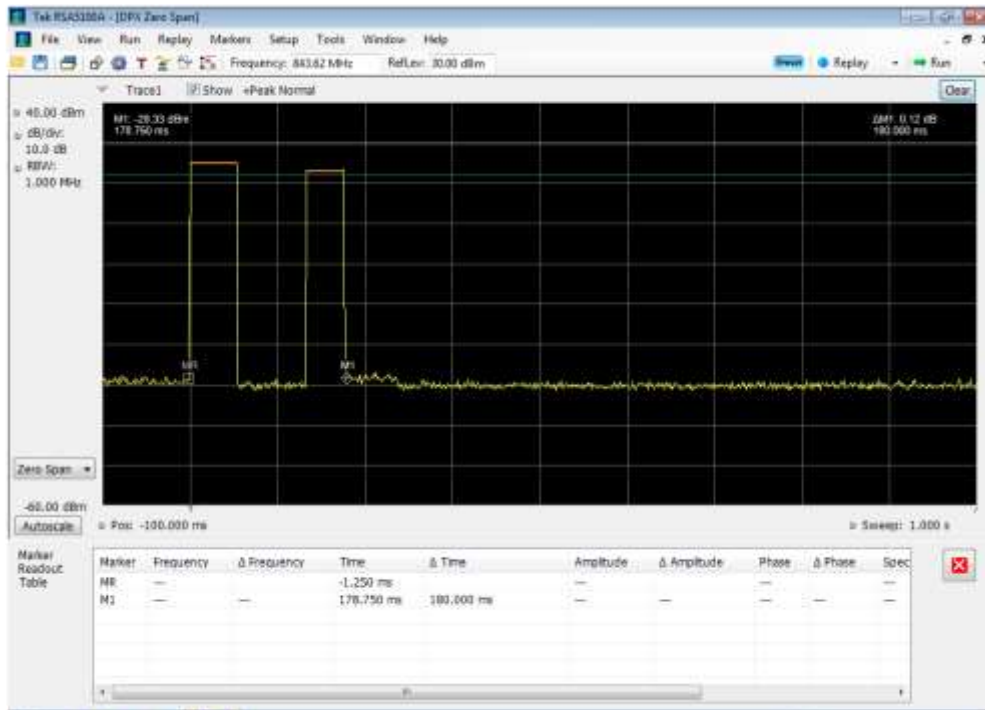 Tek RSA5100A - [DPX Zero Span]
File View Run Replay Markers Setup Tools Window Help
Frequency: 843.62 MHz RefLev: 30.00 dBm Preset Replay Run
Trace1 Show +Peak Normal Clear
40.00 dBm
dB/div:
10.0 dB
RBW:
1.000 MHz
M1: -28.33 dBm
178.750 ms
ΔM1: 0.12 dB
180.000 ms
MR
M1
Zero Span
-60.00 dBm
Autoscale Pos: -100.000 ms Sweep: 1.000 s
Marker
Readout
Table
Marker Frequency Δ Frequency Time Δ Time Amplitude Δ Amplitude Phase Δ Phase Spec
MR --- -1.250 ms --- --- ---
M1 --- --- 178.750 ms 180.000 ms --- --- --- --- ---